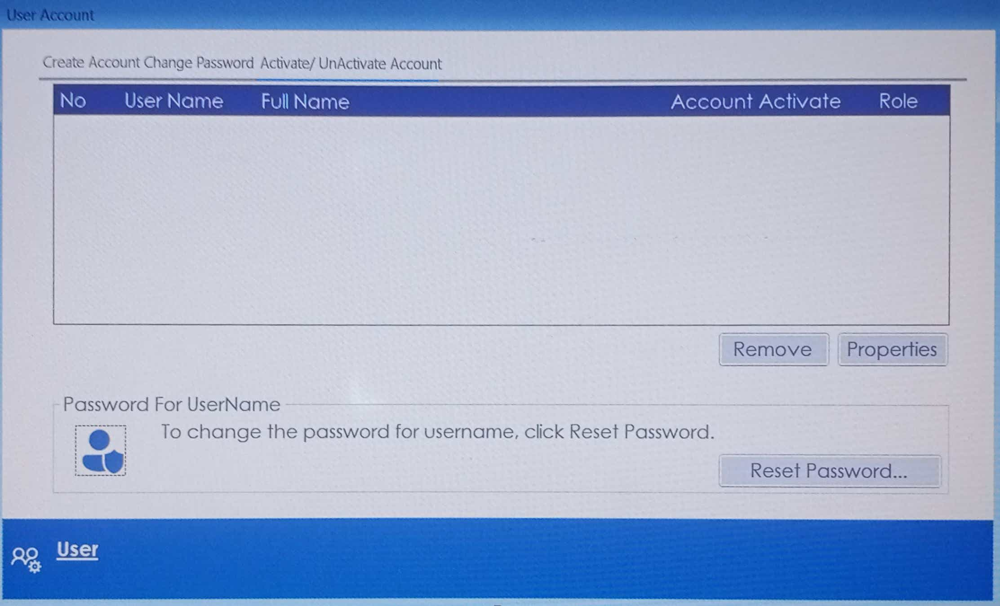 User Account
Create Account Change Password Activate/ UnActivate Account
No User Name Full Name Account Activate Role
Remove Properties
Password For UserName
To change the password for username, click Reset Password.
Reset Password...
User